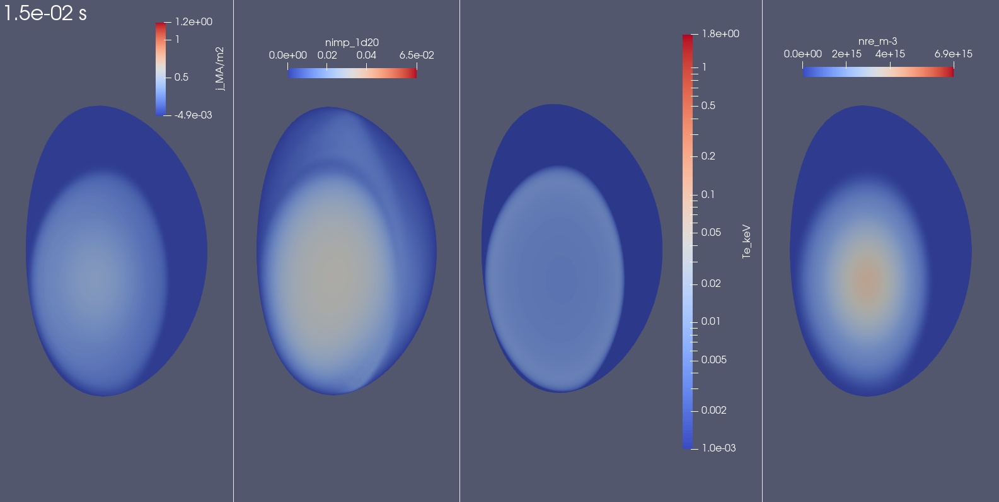 1.5e-02 s
1.2e+00
1
0.5
-4.9e-03
j_MA/m2
nimp_1d20
0.0e+00 0.02 0.04 6.5e-02
1.8e+00
1
0.5
0.2
0.1
0.05
0.02
0.01
0.005
0.002
1.0e-03
Te_keV
nre_m-3
0.0e+00 2e+15 4e+15 6.9e+15